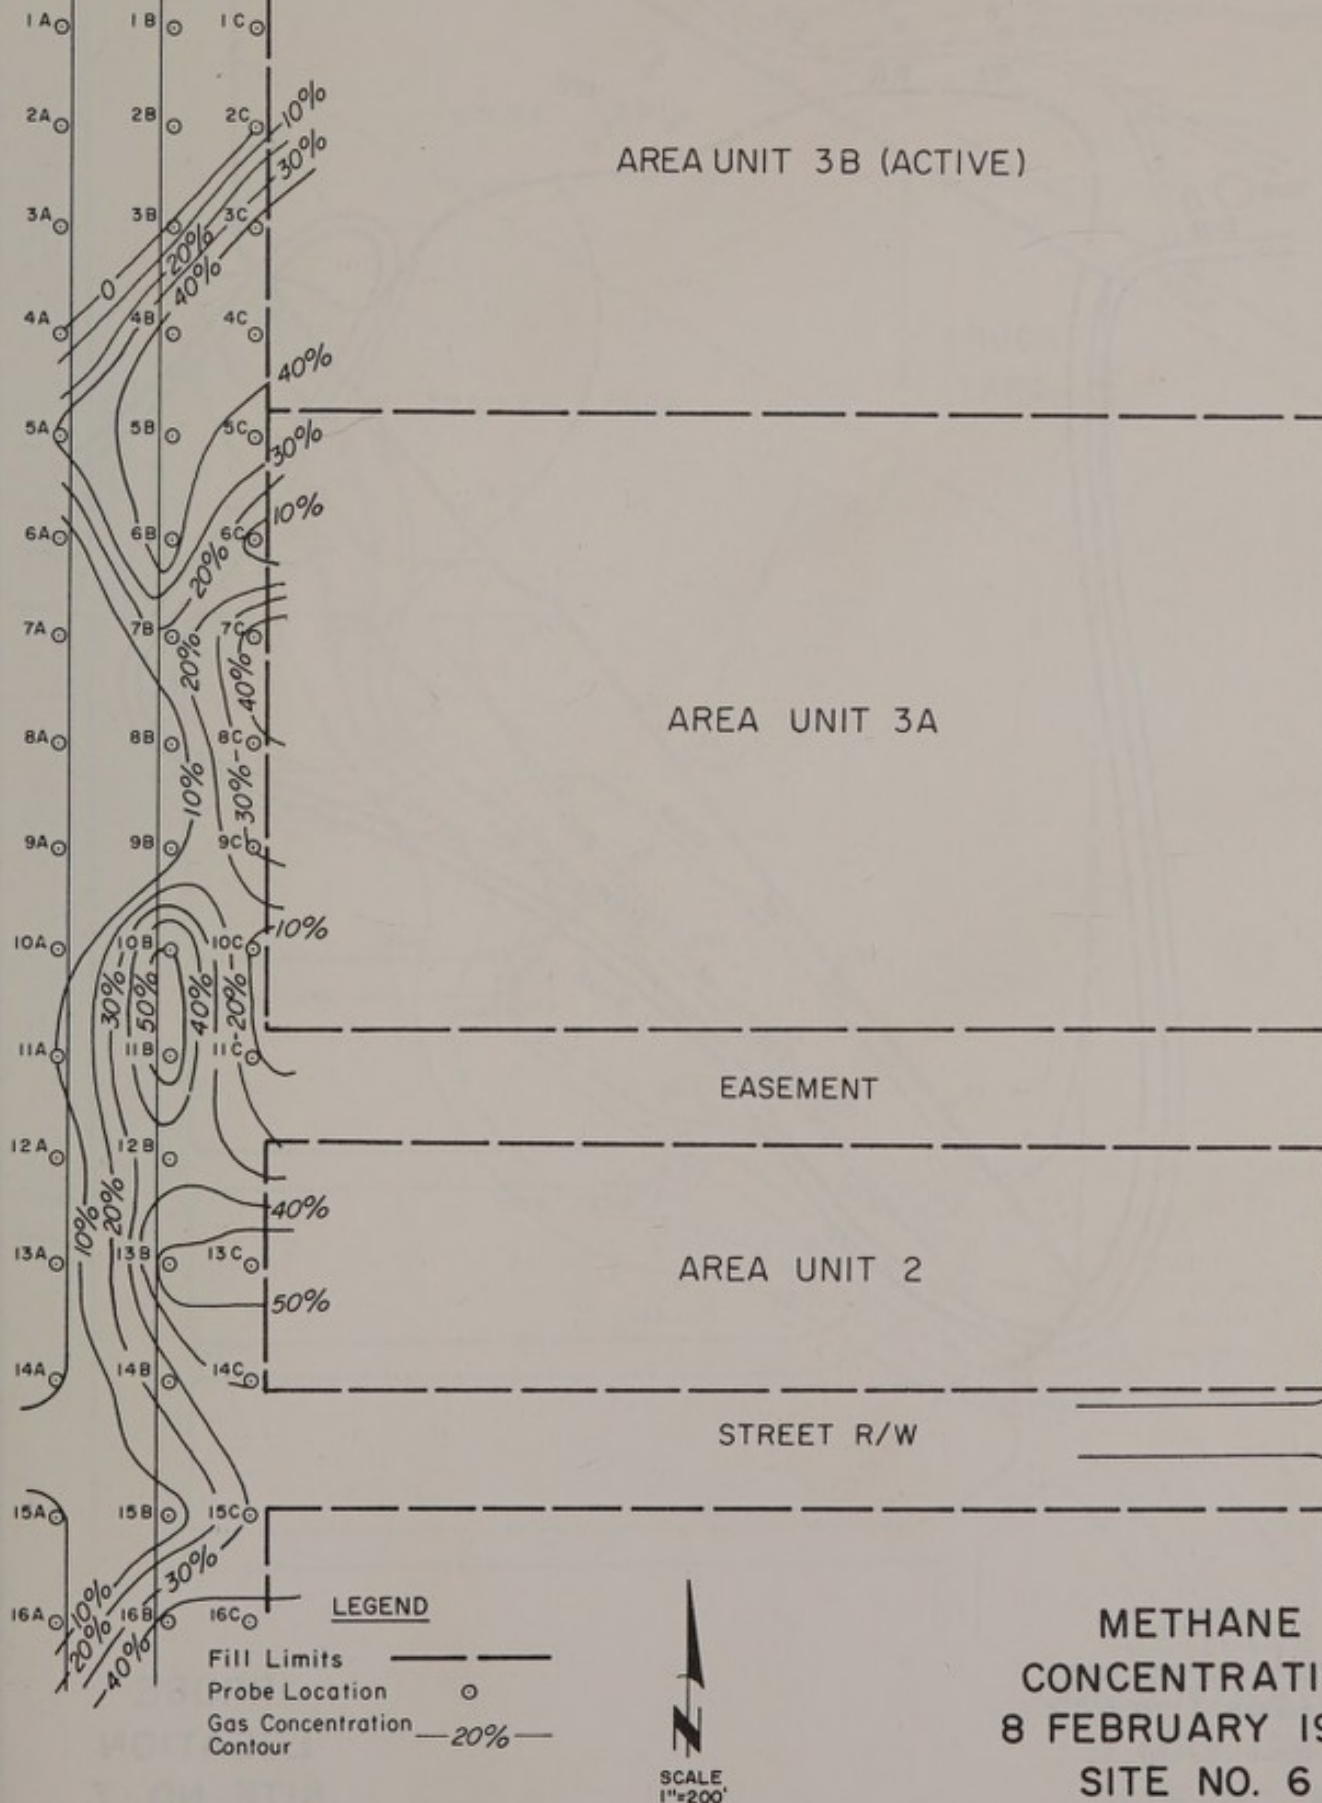 1A 1B 1C
10%
2A 2B 2C
30%
AREA UNIT 3B (ACTIVE)
3A 3B 3C
20%
40%
0
4A 4B 4C
40%
5A 5B 5C
30%
10%
6A 6B 6C
20%
7A 7B 7C
20% 40%
AREA UNIT 3A
8A 8B 8C
10% 30%
9A 9B 9C
10%
10A 10B 10C
30% 50% 40% 20%
11A 11B 11C
EASEMENT
12A 12B
20%
40%
10%
13A 13B 13C
AREA UNIT 2
50%
14A 14B 14C
STREET R/W
15A 15B 15C
30%
10%
16A 16B 16C
20%
40%
LEGEND
Fill Limits
Probe Location
Gas Concentration
Contour
20%
N
SCALE
1"=200'
METHANE
CONCENTRATI
8 FEBRUARY 19
SITE NO. 6